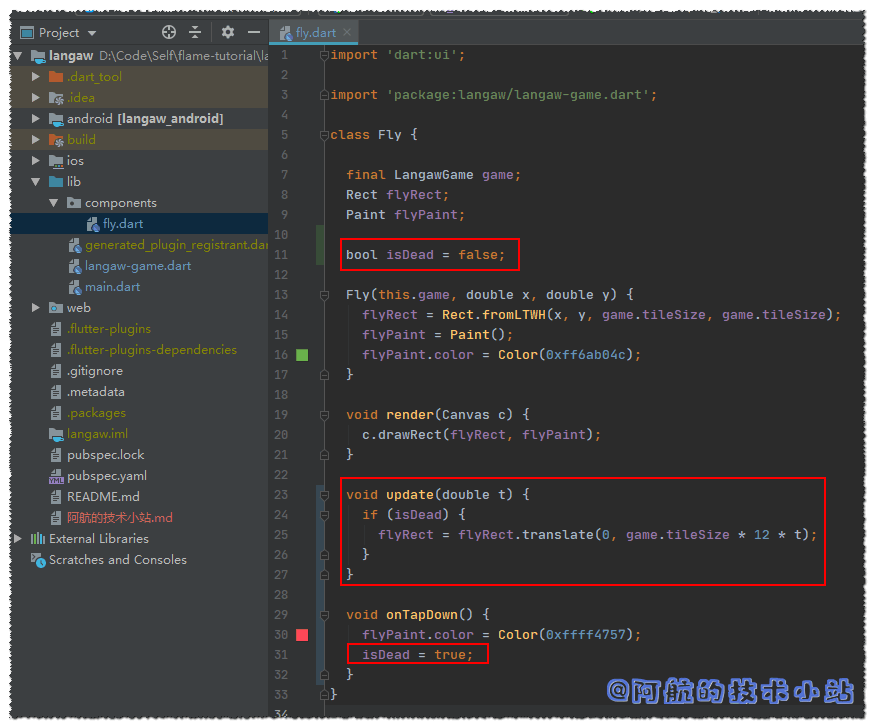 Project
fly.dart
langaw D:\Code\Self\flame-tutorial\la
.dart_tool
.idea
android [langaw_android]
build
ios
lib
components
fly.dart
generated_plugin_registrant.dar
langaw-game.dart
main.dart
web
.flutter-plugins
.flutter-plugins-dependencies
.gitignore
.metadata
.packages
langaw.iml
pubspec.lock
pubspec.yaml
README.md
阿航的技术小站.md
External Libraries
Scratches and Consoles
1 import 'dart:ui';
2
3 import 'package:langaw/langaw-game.dart';
4
5 class Fly {
6
7 final LangawGame game;
8 Rect flyRect;
9 Paint flyPaint;
10
11 bool isDead = false;
12
13 Fly(this.game, double x, double y) {
14 flyRect = Rect.fromLTWH(x, y, game.tileSize, game.tileSize);
15 flyPaint = Paint();
16 flyPaint.color = Color(0xff6ab04c);
17 }
18
19 void render(Canvas c) {
20 c.drawRect(flyRect, flyPaint);
21 }
22
23 void update(double t) {
24 if (isDead) {
25 flyRect = flyRect.translate(0, game.tileSize * 12 * t);
26 }
27 }
28
29 void onTapDown() {
30 flyPaint.color = Color(0xffff4757);
31 isDead = true;
32 }
33 }
34
@阿航的技术小站